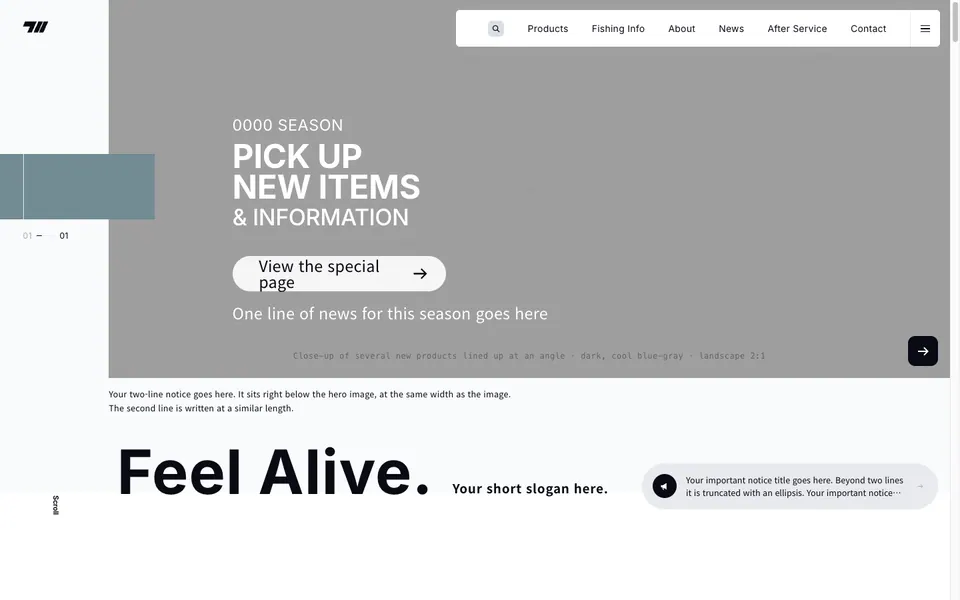 Products
Fishing Info
About
News
After Service
Contact
0000 SEASON
PICK UP
NEW ITEMS
& INFORMATION
View the special
page
One line of news for this season goes here
01 — 01
Close-up of several new products lined up at an angle · dark, cool blue-gray · landscape 2:1
Your two-line notice goes here. It sits right below the hero image, at the same width as the image.
The second line is written at a similar length.
Feel Alive.
Your short slogan here.
Your important notice title goes here. Beyond two lines
it is truncated with an ellipsis. Your important notice…
Scroll